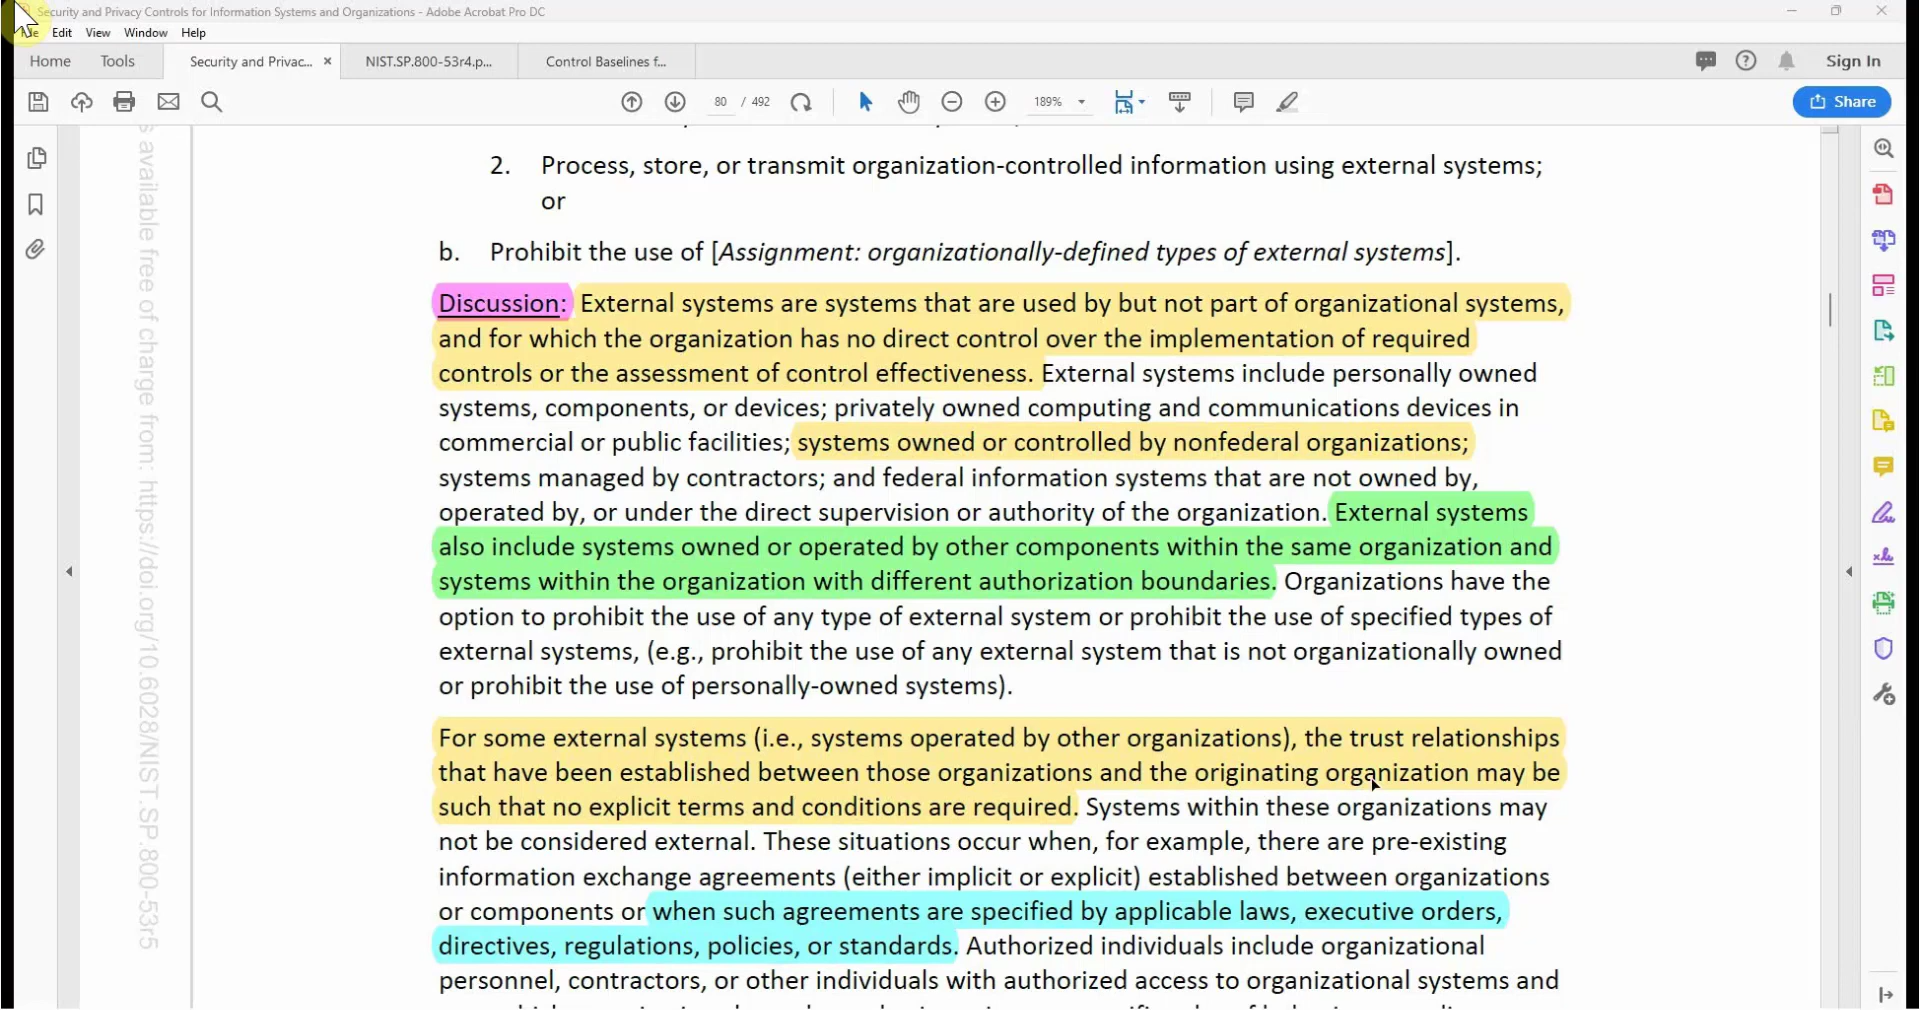 Security and Privacy Controls for Information Systems and Organizations - Adobe Acrobat Pro DC
File Edit View Window Help
Home Tools Security and Privac... × NIST.SP.800-53r4.p... Control Baselines f... Sign In
80 / 492 189% Share
2. Process, store, or transmit organization-controlled information using external systems;
or
b. Prohibit the use of [Assignment: organizationally-defined types of external systems].
Discussion: External systems are systems that are used by but not part of organizational systems,
and for which the organization has no direct control over the implementation of required
controls or the assessment of control effectiveness. External systems include personally owned
systems, components, or devices; privately owned computing and communications devices in
commercial or public facilities; systems owned or controlled by nonfederal organizations;
systems managed by contractors; and federal information systems that are not owned by,
operated by, or under the direct supervision or authority of the organization. External systems
also include systems owned or operated by other components within the same organization and
systems within the organization with different authorization boundaries. Organizations have the
option to prohibit the use of any type of external system or prohibit the use of specified types of
external systems, (e.g., prohibit the use of any external system that is not organizationally owned
or prohibit the use of personally-owned systems).
For some external systems (i.e., systems operated by other organizations), the trust relationships
that have been established between those organizations and the originating organization may be
such that no explicit terms and conditions are required. Systems within these organizations may
not be considered external. These situations occur when, for example, there are pre-existing
information exchange agreements (either implicit or explicit) established between organizations
or components or when such agreements are specified by applicable laws, executive orders,
directives, regulations, policies, or standards. Authorized individuals include organizational
personnel, contractors, or other individuals with authorized access to organizational systems and
s available free of charge from: https://doi.org/10.6028/NIST.SP.800-53r5